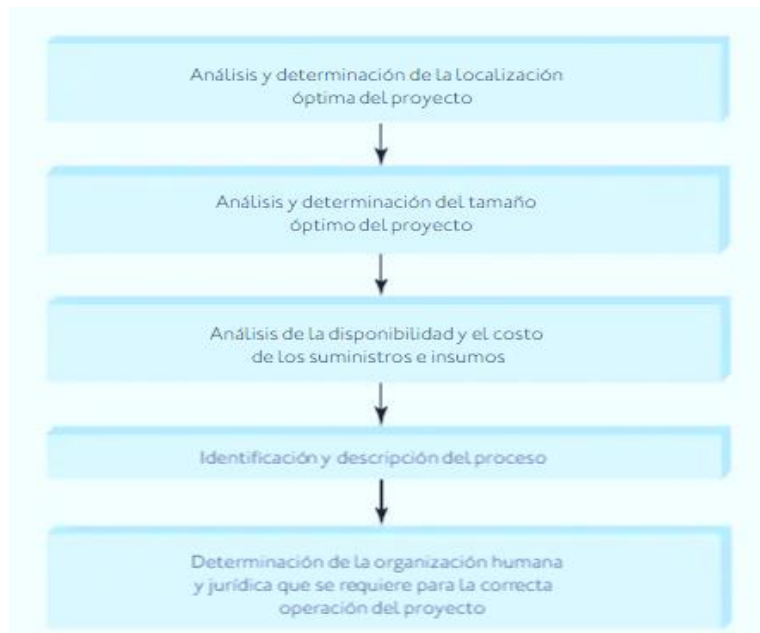 Análisis y determinación de la localización
óptima del proyecto
Análisis y determinación del tamaño
óptimo del proyecto
Análisis de la disponibilidad y el costo
de los suministros e insumos
Identificación y descripción del proceso
Determinación de la organización humana
y jurídica que se requiere para la correcta
operación del proyecto